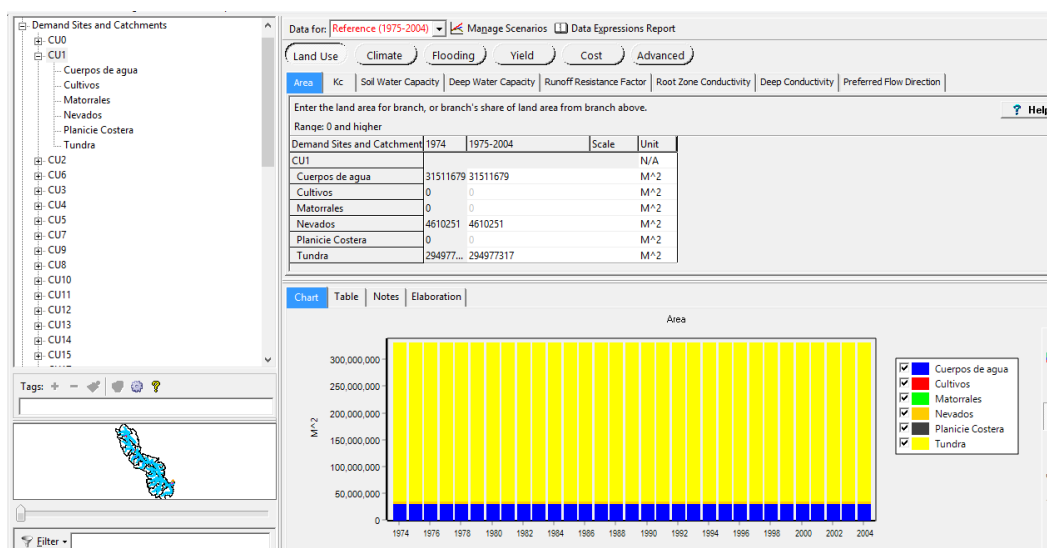 Demand Sites and Catchments
CU0
CU1
Cuerpos de agua
Cultivos
Matorrales
Nevados
Planicie Costera
Tundra
CU2
CU6
CU3
CU4
CU5
CU7
CU9
CU8
CU10
CU11
CU12
CU13
CU14
CU15
Tags:
Filter
Data for: Reference (1975-2004) Manage Scenarios Data Expressions Report
Land Use Climate Flooding Yield Cost Advanced
Area Kc Soil Water Capacity Deep Water Capacity Runoff Resistance Factor Root Zone Conductivity Deep Conductivity Preferred Flow Direction
Enter the land area for branch, or branch's share of land area from branch above.
? Help
Range: 0 and higher
Demand Sites and Catchment 1974 1975-2004 Scale Unit
CU1 N/A
Cuerpos de agua 31511679 31511679 M^2
Cultivos 0 0 M^2
Matorrales 0 0 M^2
Nevados 4610251 4610251 M^2
Planicie Costera 0 0 M^2
Tundra 294977... 294977317 M^2
Chart Table Notes Elaboration
Area
M^2
300,000,000
250,000,000
200,000,000
150,000,000
100,000,000
50,000,000
0
1974 1976 1978 1980 1982 1984 1986 1988 1990 1992 1994 1996 1998 2000 2002 2004
Cuerpos de agua
Cultivos
Matorrales
Nevados
Planicie Costera
Tundra